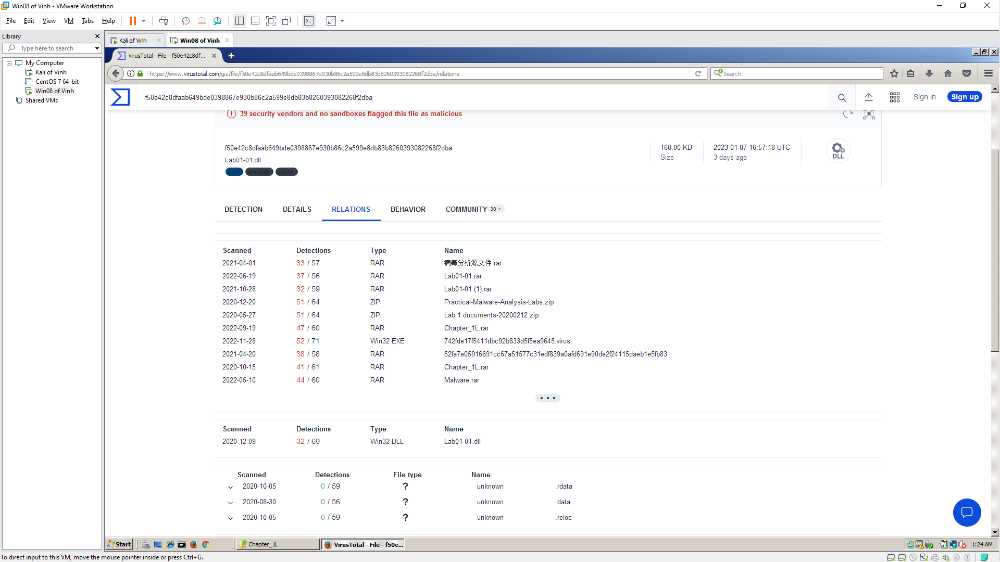 Win08 of Vinh - VMware Workstation
File Edit View VM Tabs Help
Library
Type here to search
My Computer
Kali of Vinh
CentOS 7 64-bit
Win08 of Vinh
Shared VMs
Kali of Vinh
Win08 of Vinh
VirusTotal - File - f50e42c8df...
https://www.virustotal.com/gui/file/f50e42c8dfaab649bde0398867e930b86c2a599e8db83b8260393082268f2dba/relations
Search
f50e42c8dfaab649bde0398867e930b86c2a599e8db83b8260393082268f2dba
Sign in
Sign up
39 security vendors and no sandboxes flagged this file as malicious
f50e42c8dfaab649bde0398867e930b86c2a599e8db83b8260393082268f2dba
Lab01-01.dll
pedll armadillo via-tor
160.00 KB
Size
2023-01-07 16:57:18 UTC
3 days ago
DLL
DETECTION DETAILS RELATIONS BEHAVIOR COMMUNITY 30 +
Scanned Detections Type Name
2021-04-01 33 / 57 RAR 病毒分析源文件.rar
2022-06-19 37 / 56 RAR Lab01-01.rar
2021-10-28 32 / 59 RAR Lab01-01 (1).rar
2020-12-20 51 / 64 ZIP Practical-Malware-Analysis-Labs.zip
2020-05-27 51 / 64 ZIP Lab 1 documents-20200212.zip
2022-09-19 47 / 60 RAR Chapter_1L.rar
2022-11-28 52 / 71 Win32 EXE 742fde17f5411dbc92b833d5f5ea9645.virus
2021-04-20 38 / 58 RAR 52fa7e05916691cc67a51577c31edf839a0afd691e90de2f24115daeb1e5fb83
2020-10-15 41 / 61 RAR Chapter_1L.rar
2022-05-10 44 / 60 RAR Malware.rar
Scanned Detections Type Name
2020-12-09 32 / 69 Win32 DLL Lab01-01.dll
Scanned Detections File type Name
2020-10-05 0 / 59 ? unknown .rdata
2020-08-30 0 / 56 ? unknown .data
2020-10-05 0 / 59 ? unknown .reloc
Start
Chapter_1L
VirusTotal - File - f50e...
1:24 AM
To direct input to this VM, move the mouse pointer inside or press Ctrl+G.